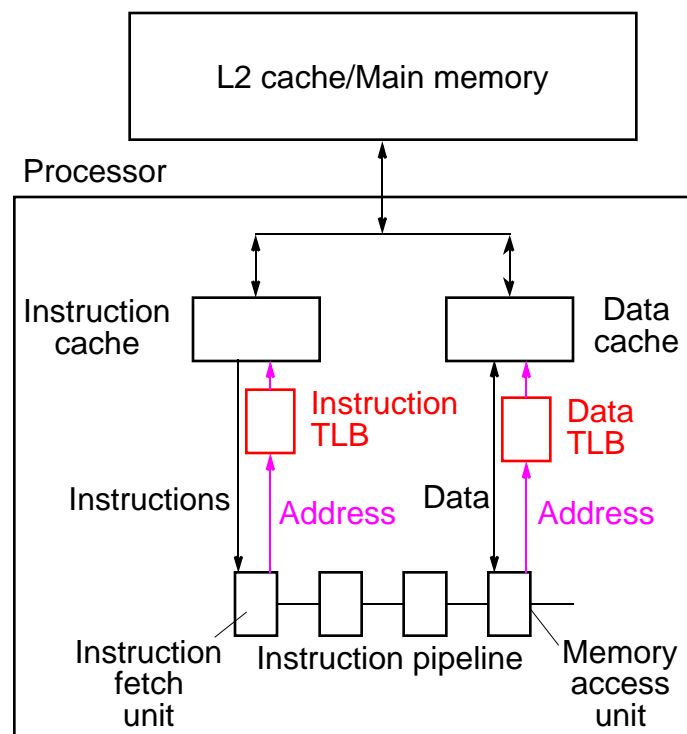 L2 cache/Main memory
Processor
Instruction
cache
Data
cache
Instruction
TLB
Data
TLB
Instructions
Address
Data
Address
Instruction
fetch
unit
Instruction pipeline
Memory
access
unit